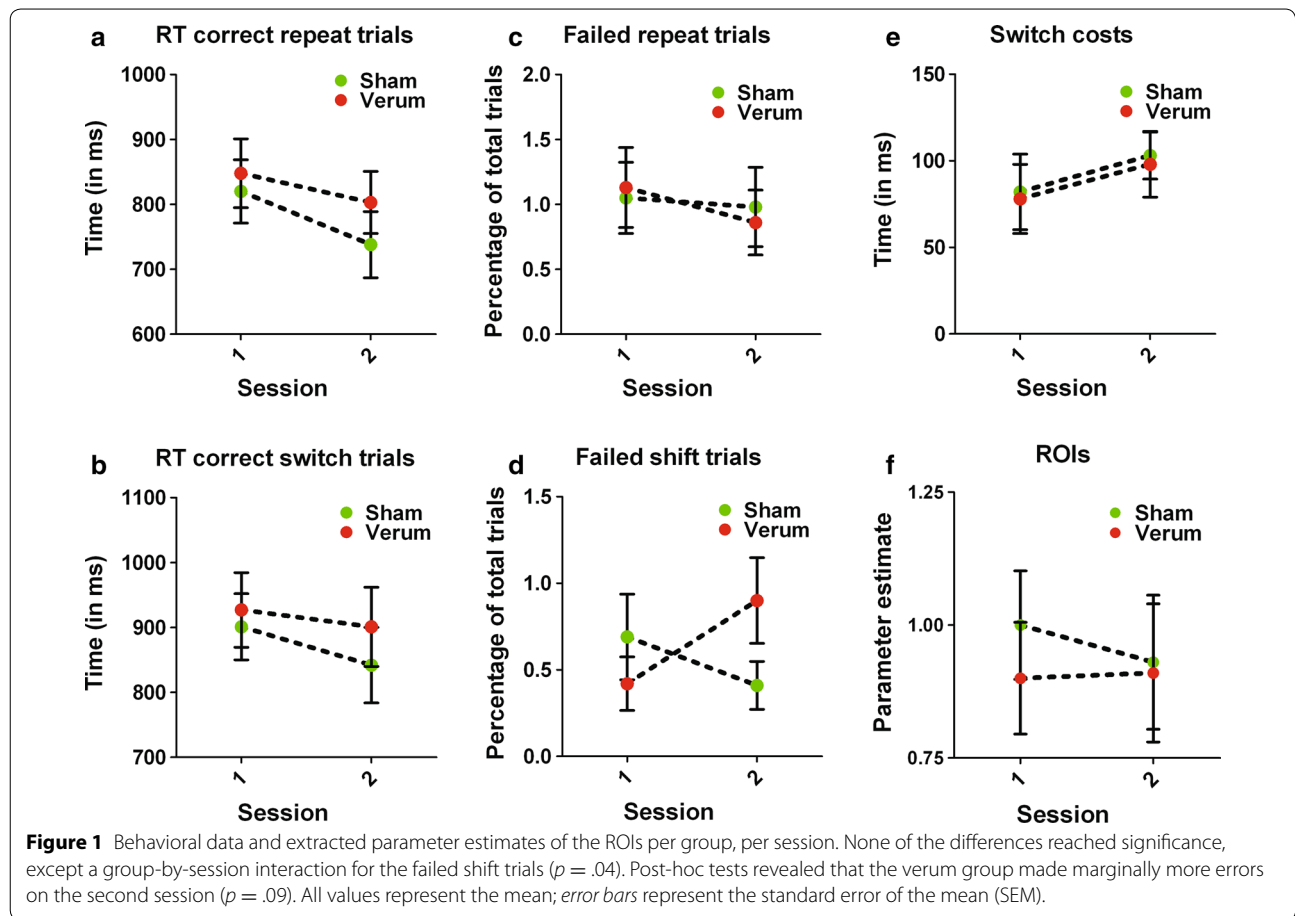 a RT correct repeat trials
1000
900
800
700
600
Time (in ms)
Sham
Verum
1
2
Session
c Failed repeat trials
2.0
1.5
1.0
0.5
0.0
Percentage of total trials
Sham
Verum
1
2
Session
e Switch costs
150
100
50
0
Time (in ms)
Sham
Verum
1
2
Session
b RT correct switch trials
1100
1000
900
800
700
Time (in ms)
Sham
Verum
1
2
Session
d Failed shift trials
1.5
1.0
0.5
0.0
Percentage of total trials
Sham
Verum
1
2
Session
f ROIs
1.25
1.00
0.75
Parameter estimate
Sham
Verum
1
2
Session
Figure 1 Behavioral data and extracted parameter estimates of the ROIs per group, per session. None of the differences reached significance,
except a group-by-session interaction for the failed shift trials (p = .04). Post-hoc tests revealed that the verum group made marginally more errors
on the second session (p = .09). All values represent the mean; error bars represent the standard error of the mean (SEM).